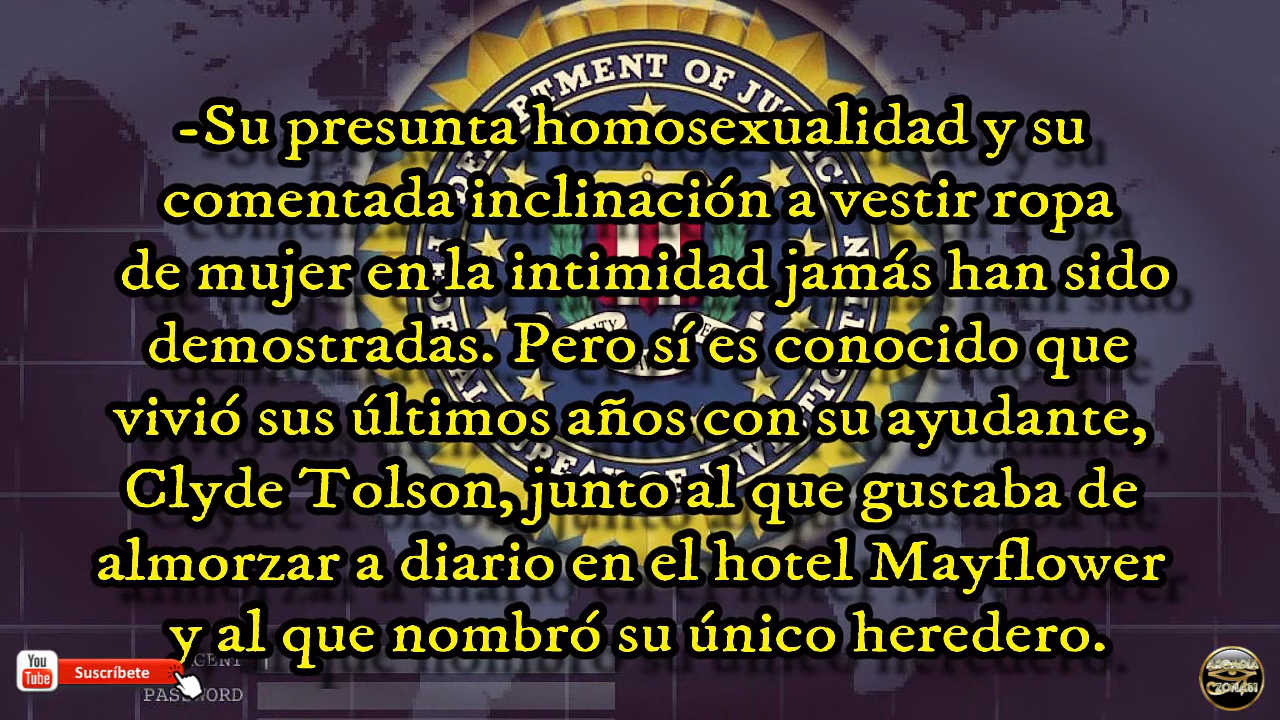 -Su presunta homosexualidad y su
comentada inclinación a vestir ropa
de mujer en la intimidad jamás han sido
demostradas. Pero sí es conocido que
vivió sus últimos años con su ayudante,
Clyde Tolson, junto al que gustaba de
almorzar a diario en el hotel Mayflower
y al que nombró su único heredero.
You
Tube
Suscríbete
PASSWORD
DEPARTMENT OF JUSTICE